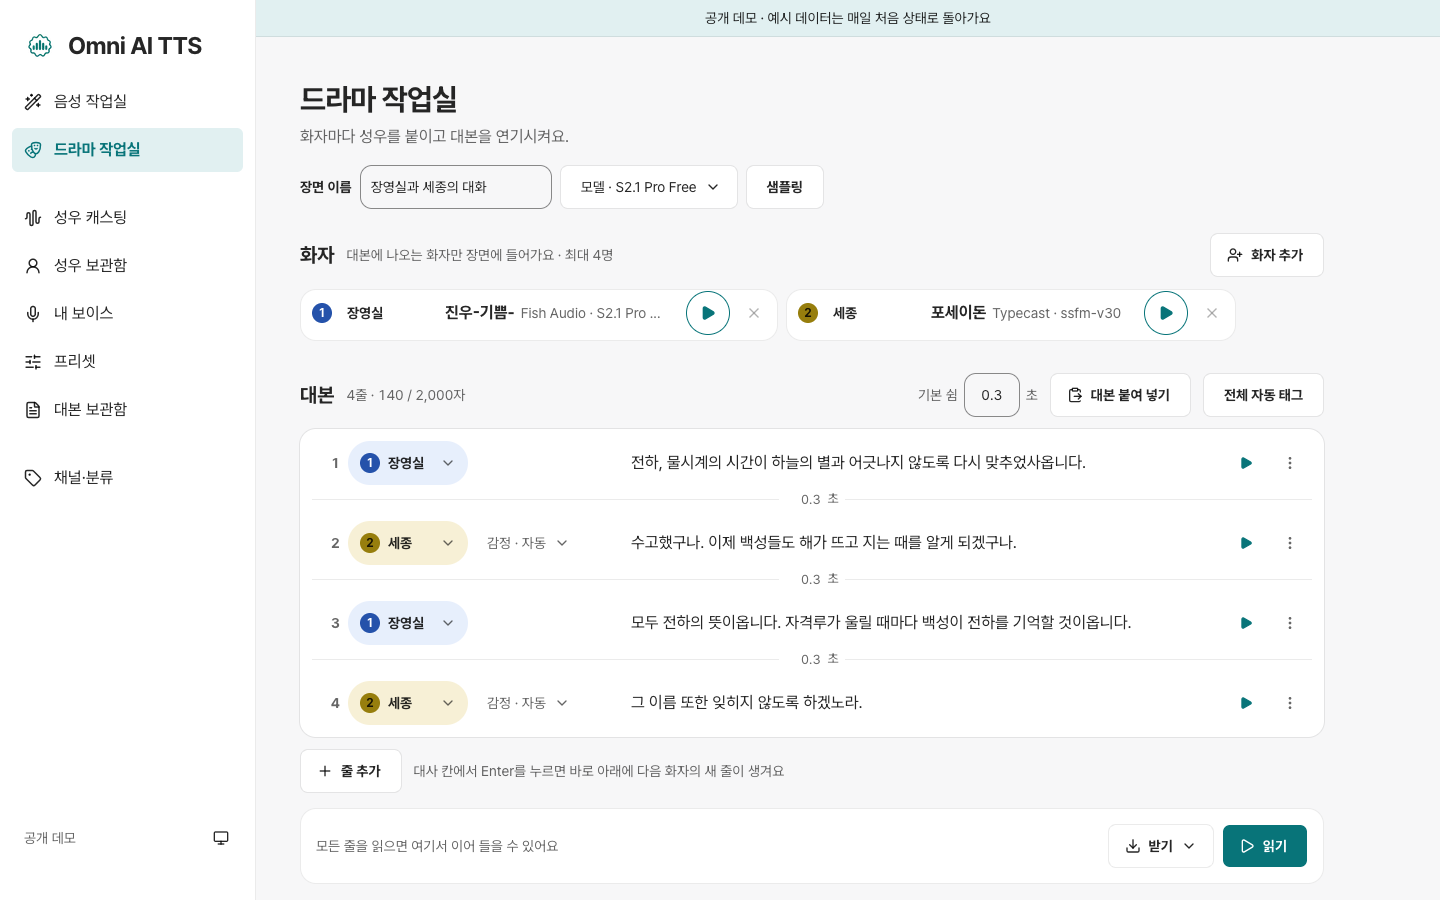 공개 데모 · 예시 데이터는 매일 처음 상태로 돌아가요
Omni AI TTS
음성 작업실
드라마 작업실
성우 캐스팅
성우 보관함
내 보이스
프리셋
대본 보관함
채널·분류
공개 데모
드라마 작업실
화자마다 성우를 붙이고 대본을 연기시켜요.
장면 이름 장영실과 세종의 대화 모델 · S2.1 Pro Free 샘플링
화자 대본에 나오는 화자만 장면에 들어가요 · 최대 4명 화자 추가
1 장영실 진우-기쁨- Fish Audio · S2.1 Pro ... 2 세종 포세이돈 Typecast · ssfm-v30
대본 4줄 · 140 / 2,000자 기본 쉼 0.3 초 대본 붙여 넣기 전체 자동 태그
1 1 장영실 전하, 물시계의 시간이 하늘의 별과 어긋나지 않도록 다시 맞추었사옵니다.
0.3 초
2 2 세종 감정 · 자동 수고했구나. 이제 백성들도 해가 뜨고 지는 때를 알게 되겠구나.
0.3 초
3 1 장영실 모두 전하의 뜻이옵니다. 자격루가 울릴 때마다 백성이 전하를 기억할 것이옵니다.
0.3 초
4 2 세종 감정 · 자동 그 이름 또한 잊히지 않도록 하겠노라.
줄 추가 대사 칸에서 Enter를 누르면 바로 아래에 다음 화자의 새 줄이 생겨요
모든 줄을 읽으면 여기서 이어 들을 수 있어요 받기 읽기